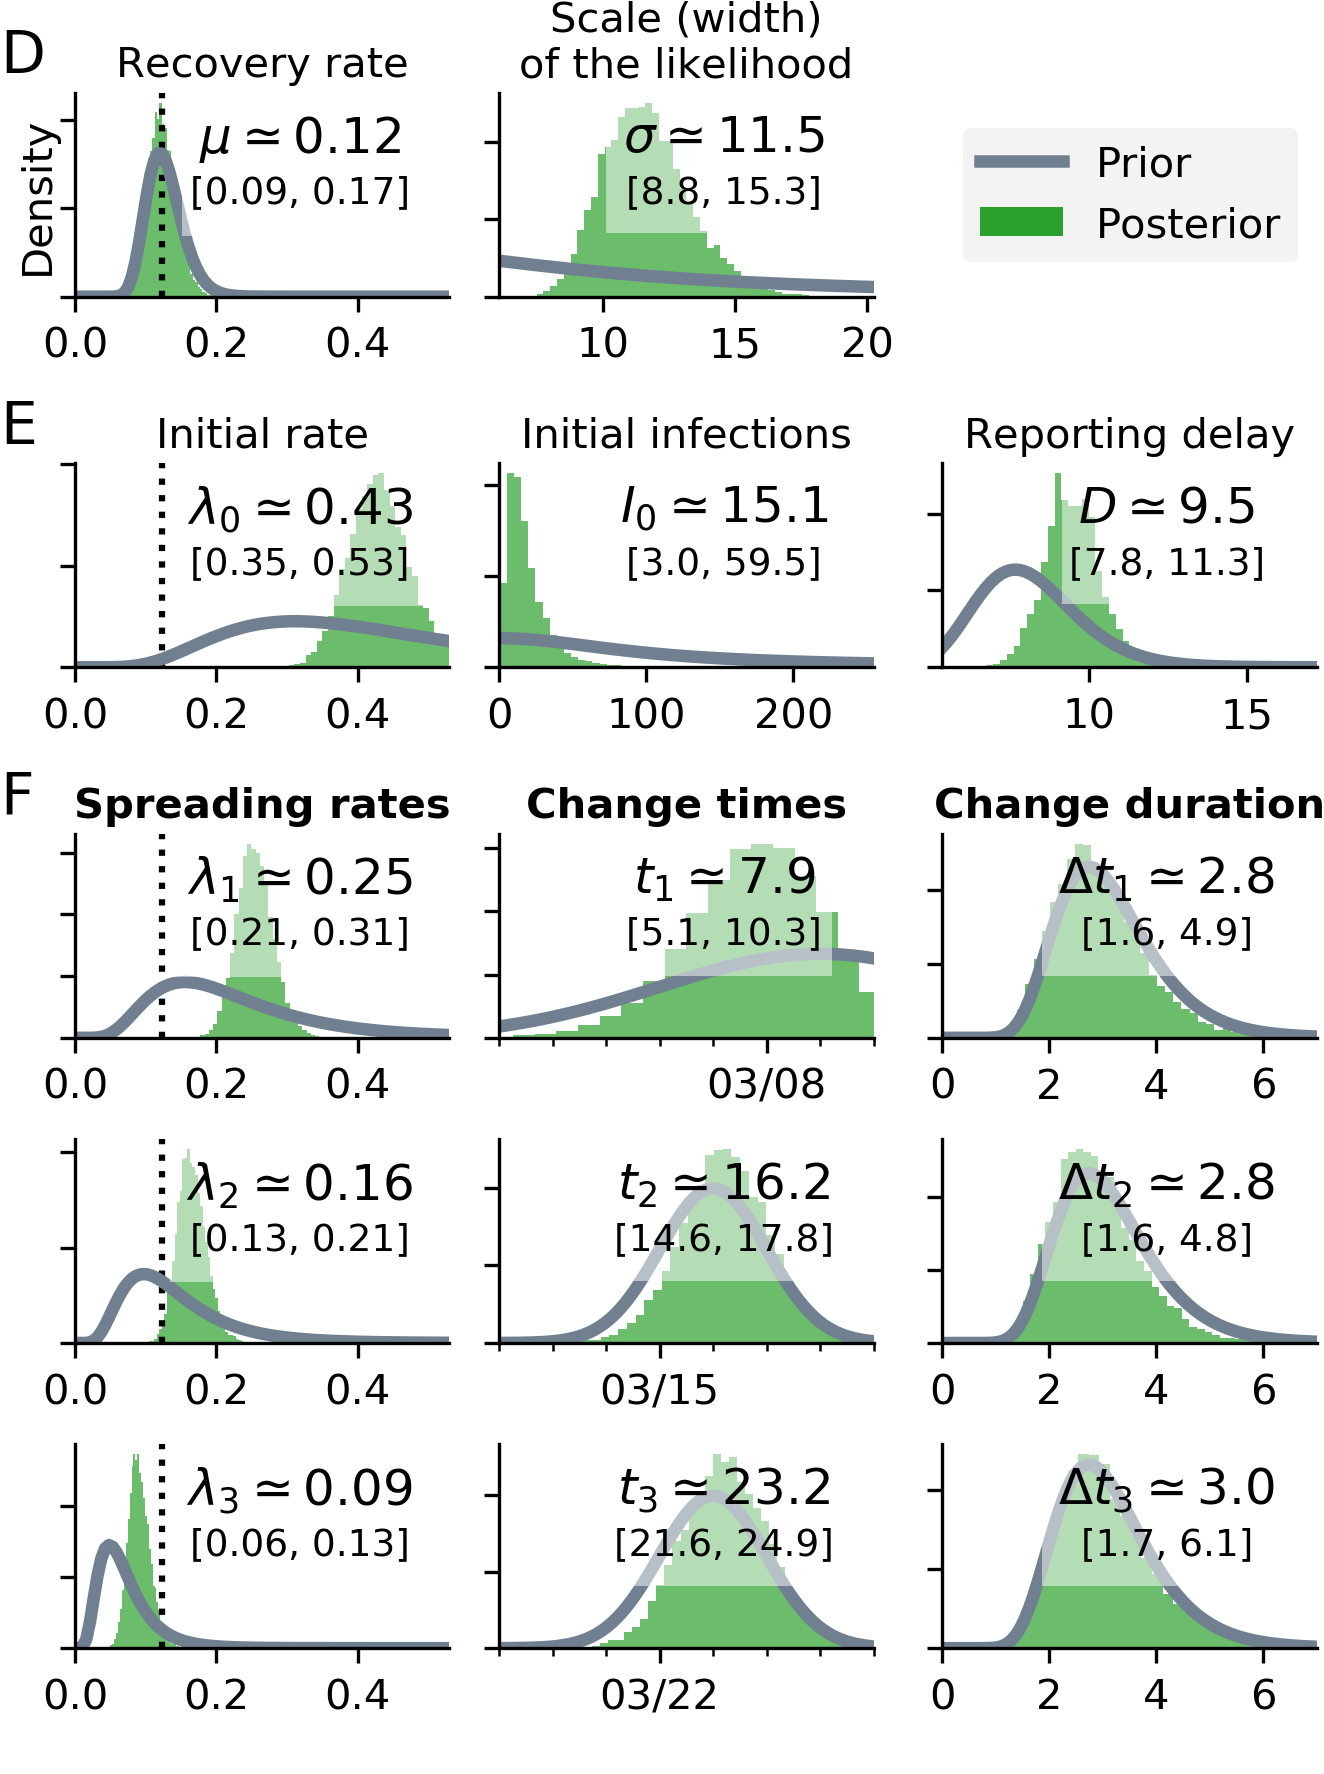 D
Recovery rate
Scale (width)
of the likelihood
Density
μ ≃ 0.12
[0.09, 0.17]
σ ≃ 11.5
[8.8, 15.3]
Prior
Posterior
0.0 0.2 0.4
10 15 20
E
Initial rate
Initial infections
Reporting delay
λ0 ≃ 0.43
[0.35, 0.53]
I0 ≃ 15.1
[3.0, 59.5]
D ≃ 9.5
[7.8, 11.3]
0.0 0.2 0.4
0 100 200
10 15
F
Spreading rates
Change times
Change duration
λ1 ≃ 0.25
[0.21, 0.31]
t1 ≃ 7.9
[5.1, 10.3]
Δt1 ≃ 2.8
[1.6, 4.9]
0.0 0.2 0.4
03/08
0 2 4 6
λ2 ≃ 0.16
[0.13, 0.21]
t2 ≃ 16.2
[14.6, 17.8]
Δt2 ≃ 2.8
[1.6, 4.8]
0.0 0.2 0.4
03/15
0 2 4 6
λ3 ≃ 0.09
[0.06, 0.13]
t3 ≃ 23.2
[21.6, 24.9]
Δt3 ≃ 3.0
[1.7, 6.1]
0.0 0.2 0.4
03/22
0 2 4 6